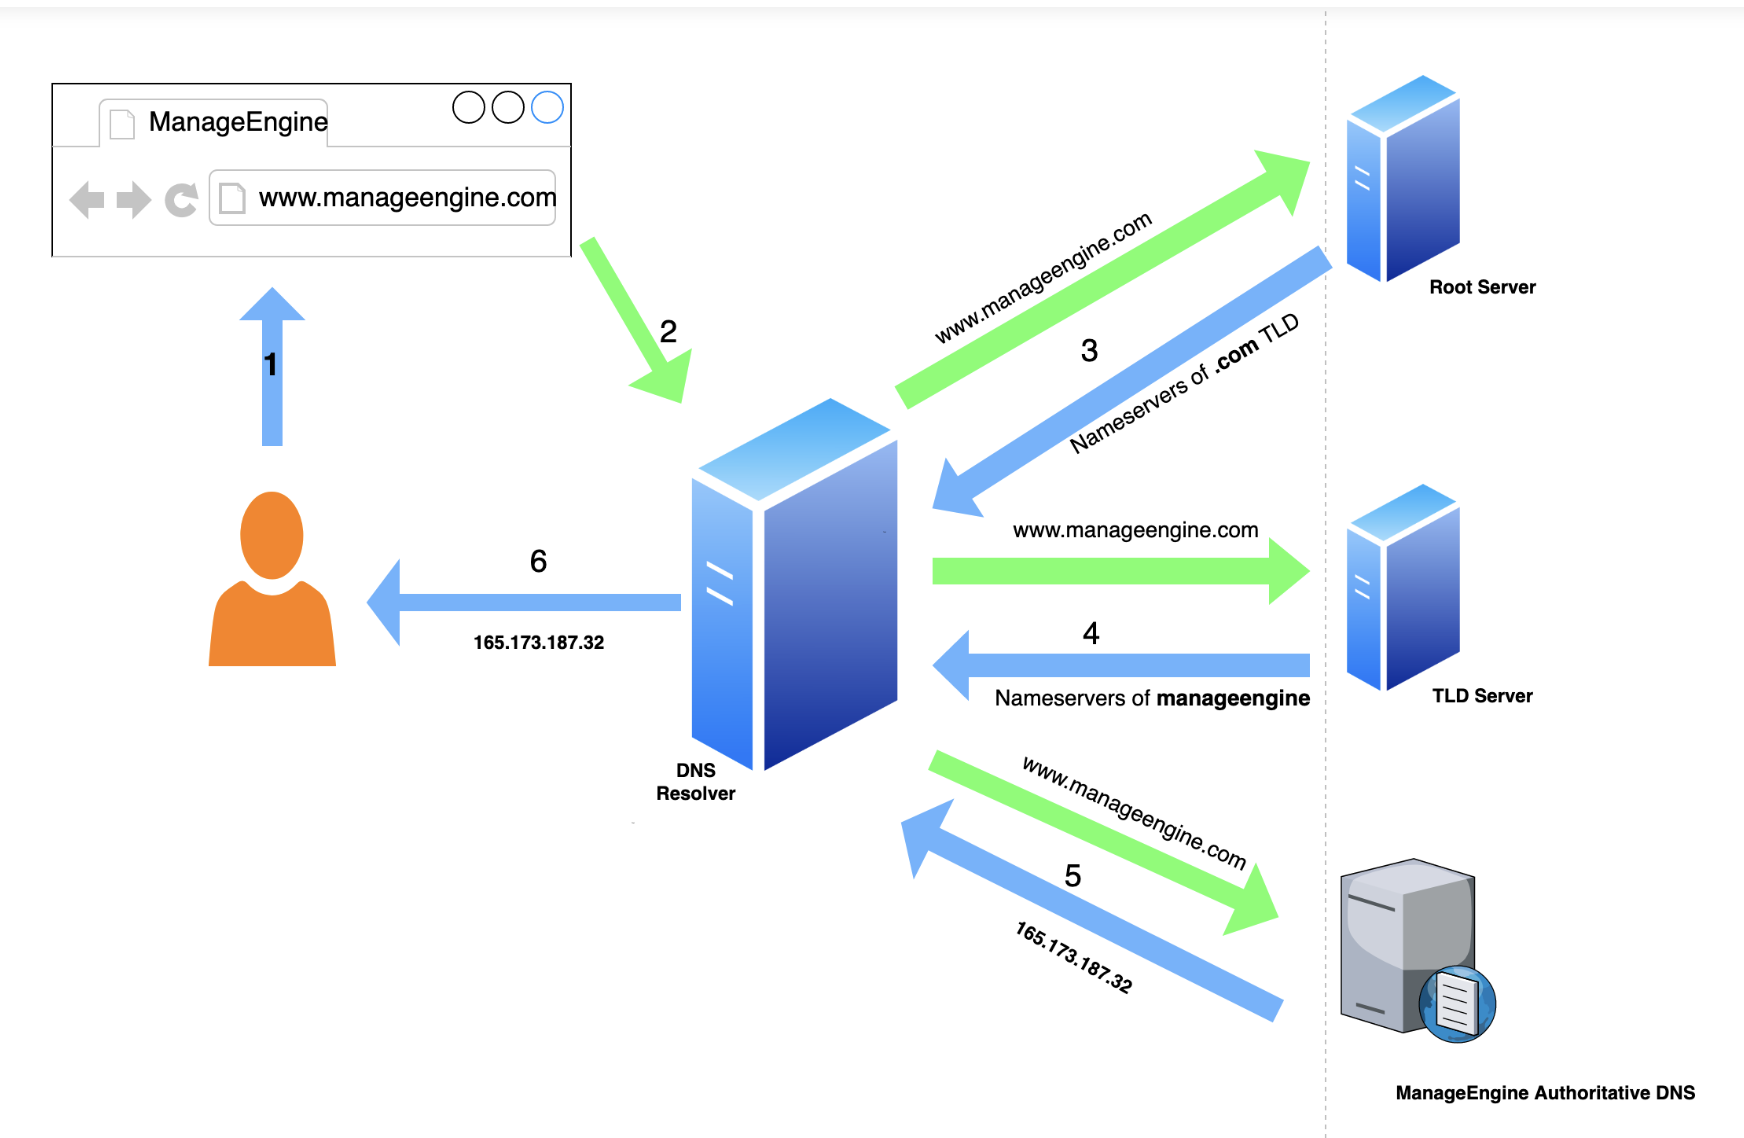 ManageEngine
www.manageengine.com
1
2
www.manageengine.com
3
Nameservers of .com TLD
Root Server
www.manageengine.com
4
Nameservers of manageengine
TLD Server
6
165.173.187.32
DNS
Resolver
www.manageengine.com
5
165.173.187.32
ManageEngine Authoritative DNS